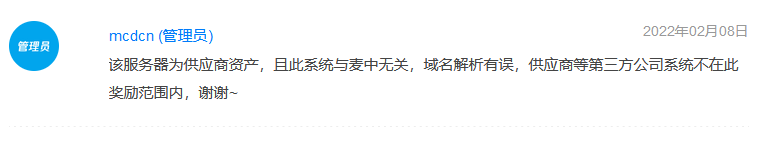 管理员
mcdcn (管理员)
2022年02月08日
该服务器为供应商资产，且此系统与麦中无关，域名解析有误，供应商等第三方公司系统不在此
奖励范围内，谢谢~